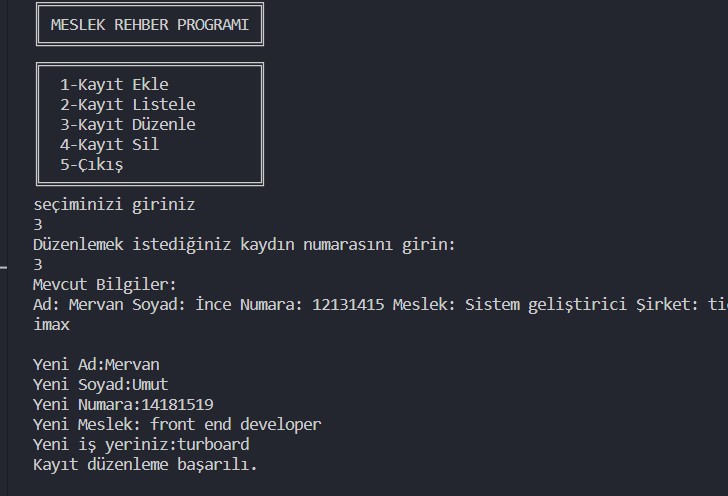 MESLEK REHBER PROGRAMI
1-Kayıt Ekle
2-Kayıt Listele
3-Kayıt Düzenle
4-Kayıt Sil
5-Çıkış
seçiminizi giriniz
3
Düzenlemek istediğiniz kaydın numarasını girin:
3
Mevcut Bilgiler:
Ad: Mervan Soyad: İnce Numara: 12131415 Meslek: Sistem geliştirici Şirket:
imax
Yeni Ad:Mervan
Yeni Soyad:Umut
Yeni Numara:14181519
Yeni Meslek: front end developer
Yeni iş yeriniz:turboard
Kayıt düzenleme başarılı.